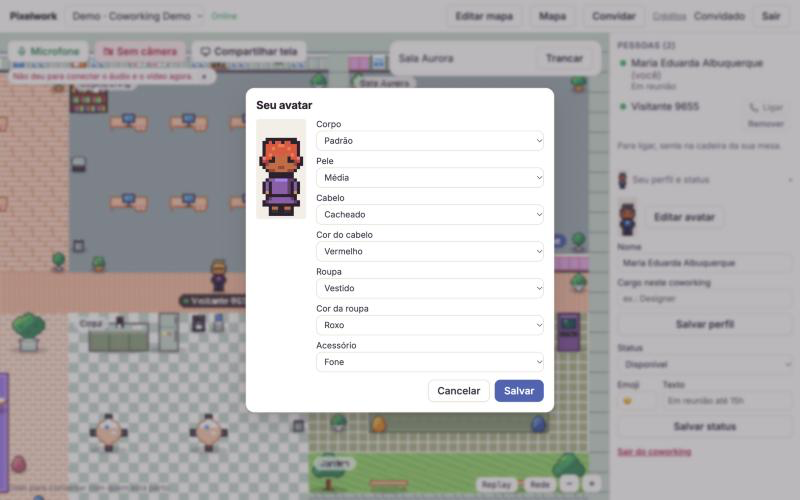 Pixelwork
Demo · Coworking Demo
Online
Editar mapa
Mapa
Convidar
Créditos
Convidado
Sair
Microfone
Sem câmera
Compartilhar tela
Não deu para conectar o áudio e o vídeo agora.
Sala Aurora
Trancar
Sala Aurora
PESSOAS (2)
Maria Eduarda Albuquerque
(você)
Em reunião
Visitante 9655
Ligar
Remover
Para ligar, sente na cadeira da sua mesa.
Seu perfil e status
Editar avatar
Nome
Maria Eduarda Albuquerque
Cargo neste coworking
ex.: Designer
Salvar perfil
Status
Disponível
Emoji
Texto
Em reunião até 15h
Salvar status
Sair do coworking
Seu avatar
Corpo
Padrão
Pele
Média
Cabelo
Cacheado
Cor do cabelo
Vermelho
Roupa
Vestido
Cor da roupa
Roxo
Acessório
Fone
Cancelar
Salvar
Copa
Jardim
Replay
Rede